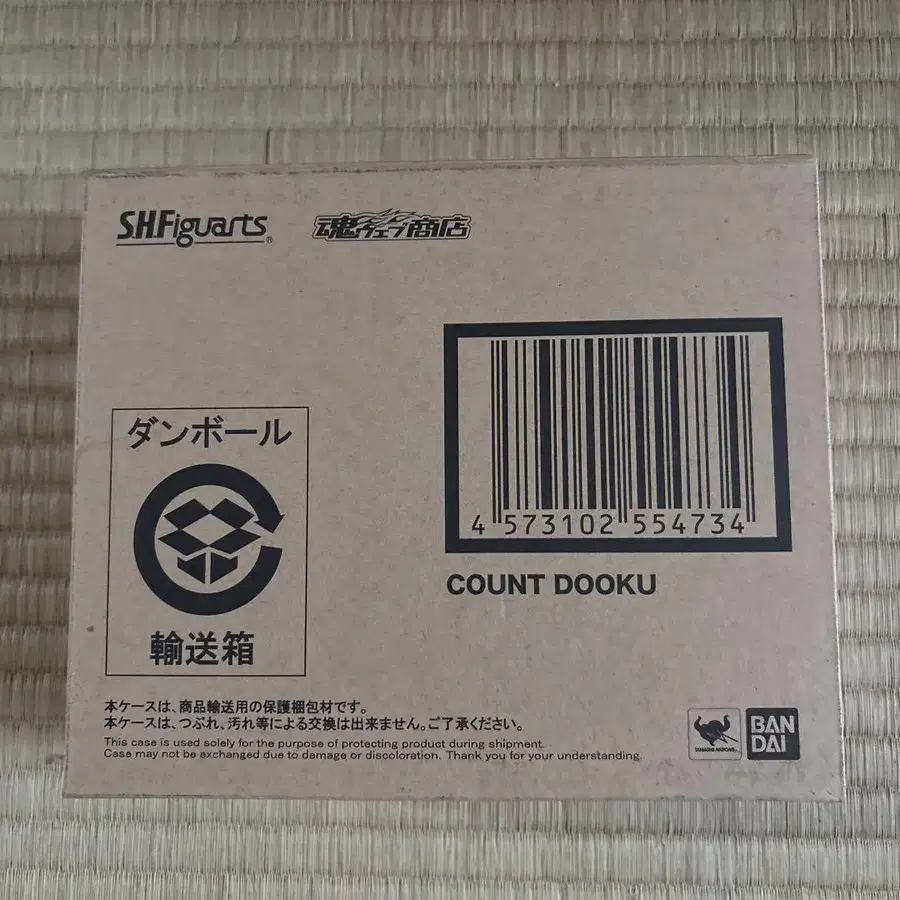 S.H.Figuarts®
魂ウェブ商店
4 573102 554734
COUNT DOOKU
ダンボール
輸送箱
本ケースは、商品輸送用の保護梱包材です。
本ケースは、つぶれ、汚れ等による交換は出来ません。ご了承ください。
This case is used solely for the purpose of protecting product during shipment.
Case may not be exchanged due to damage or discoloration. Thank you for your understanding.
TAMASHII NATIONS
BAN
DAI